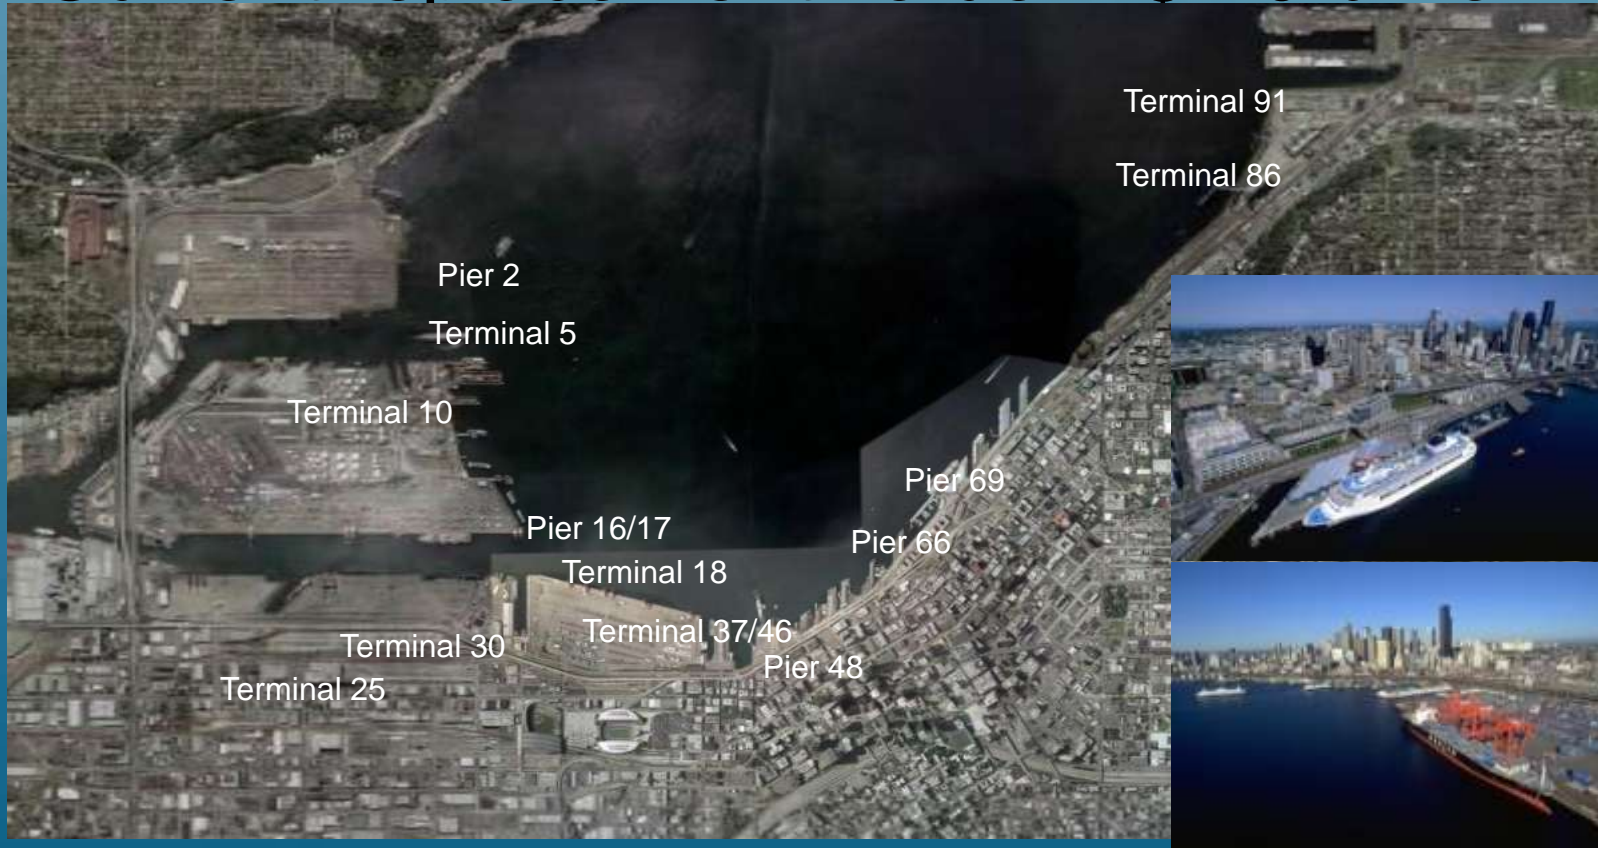 Terminal 91
Terminal 86
Pier 2
Terminal 5
Terminal 10
Pier 69
Pier 16/17
Pier 66
Terminal 18
Terminal 37/46
Terminal 30
Pier 48
Terminal 25